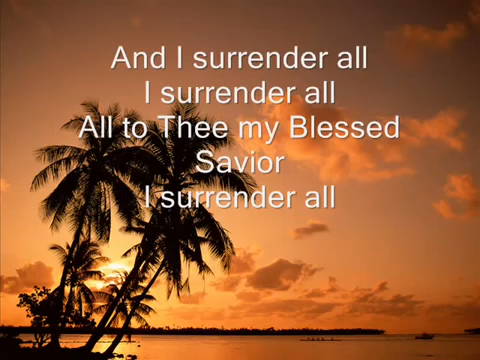 And I surrender all
I surrender all
All to Thee my Blessed
Savior
I surrender all